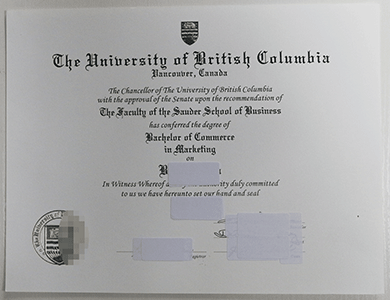 The University of British Columbia
Vancouver, Canada
The Chancellor of The University of British Columbia
with the approval of the Senate upon the recommendation of
The Faculty of the Sauder School of Business
has conferred the degree of
Bachelor of Commerce
in Marketing
on
B
In Witness Whereof duly committed
to us we have hereunto set our hand and seal
The University of